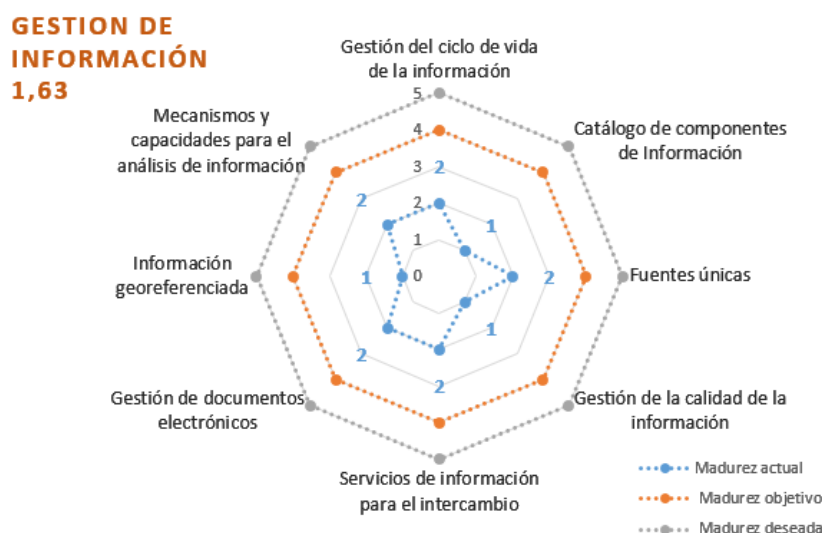 GESTION DE
INFORMACIÓN
1,63
Gestión del ciclo de vida
de la información
Mecanismos y
capacidades para el
análisis de información
Catálogo de componentes
de Información
5
4
3
2
2
2
1
1
0
Información
georeferenciada
1
2
Fuentes únicas
1
2
2
Gestión de documentos
electrónicos
Gestión de la calidad de la
información
Servicios de información
para el intercambio
Madurez actual
Madurez objetivo
Madurez deseada